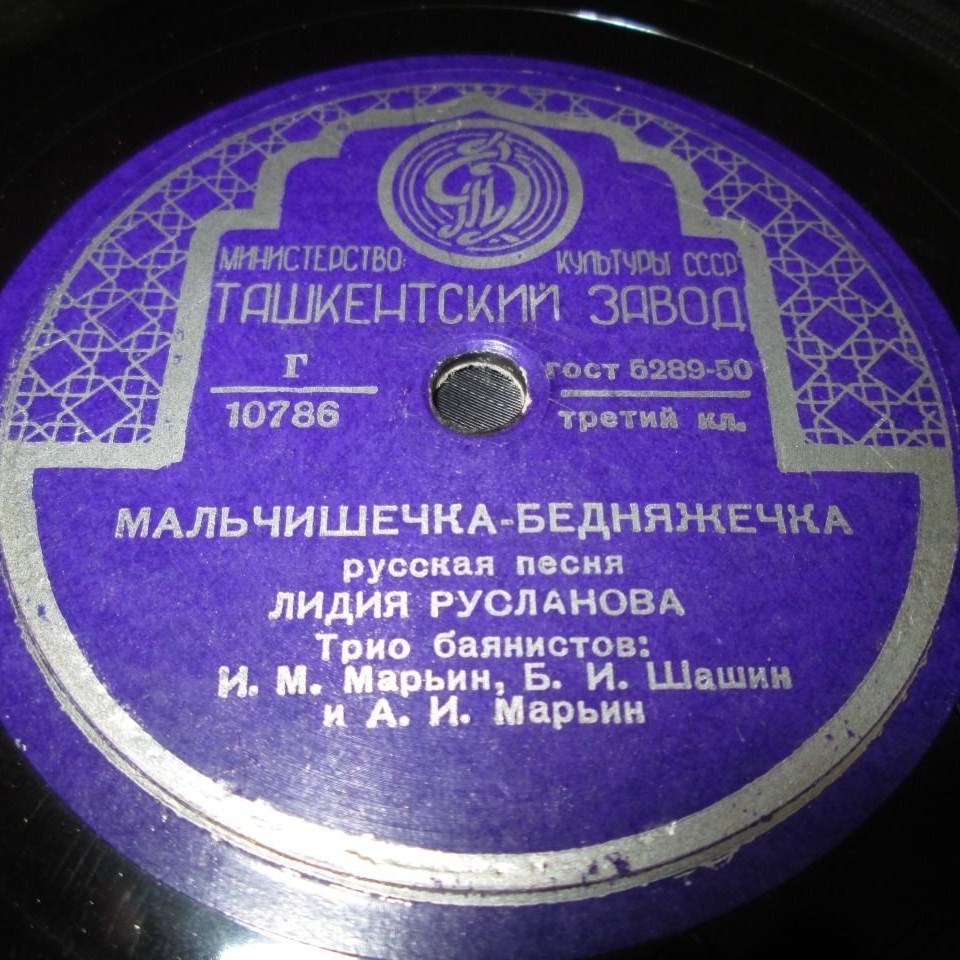 МИНИСТЕРСТВО КУЛЬТУРЫ СССР
ТАШКЕНТСКИЙ ЗАВОД
Г
10786
ГОСТ 5289-50
третий кл.
МАЛЬЧИШЕЧКА-БЕДНЯЖЕЧКА
русская песня
ЛИДИЯ РУСЛАНОВА
Трио баянистов:
И. М. Марьин, Б. И. Шашин
и А. И. Марьин